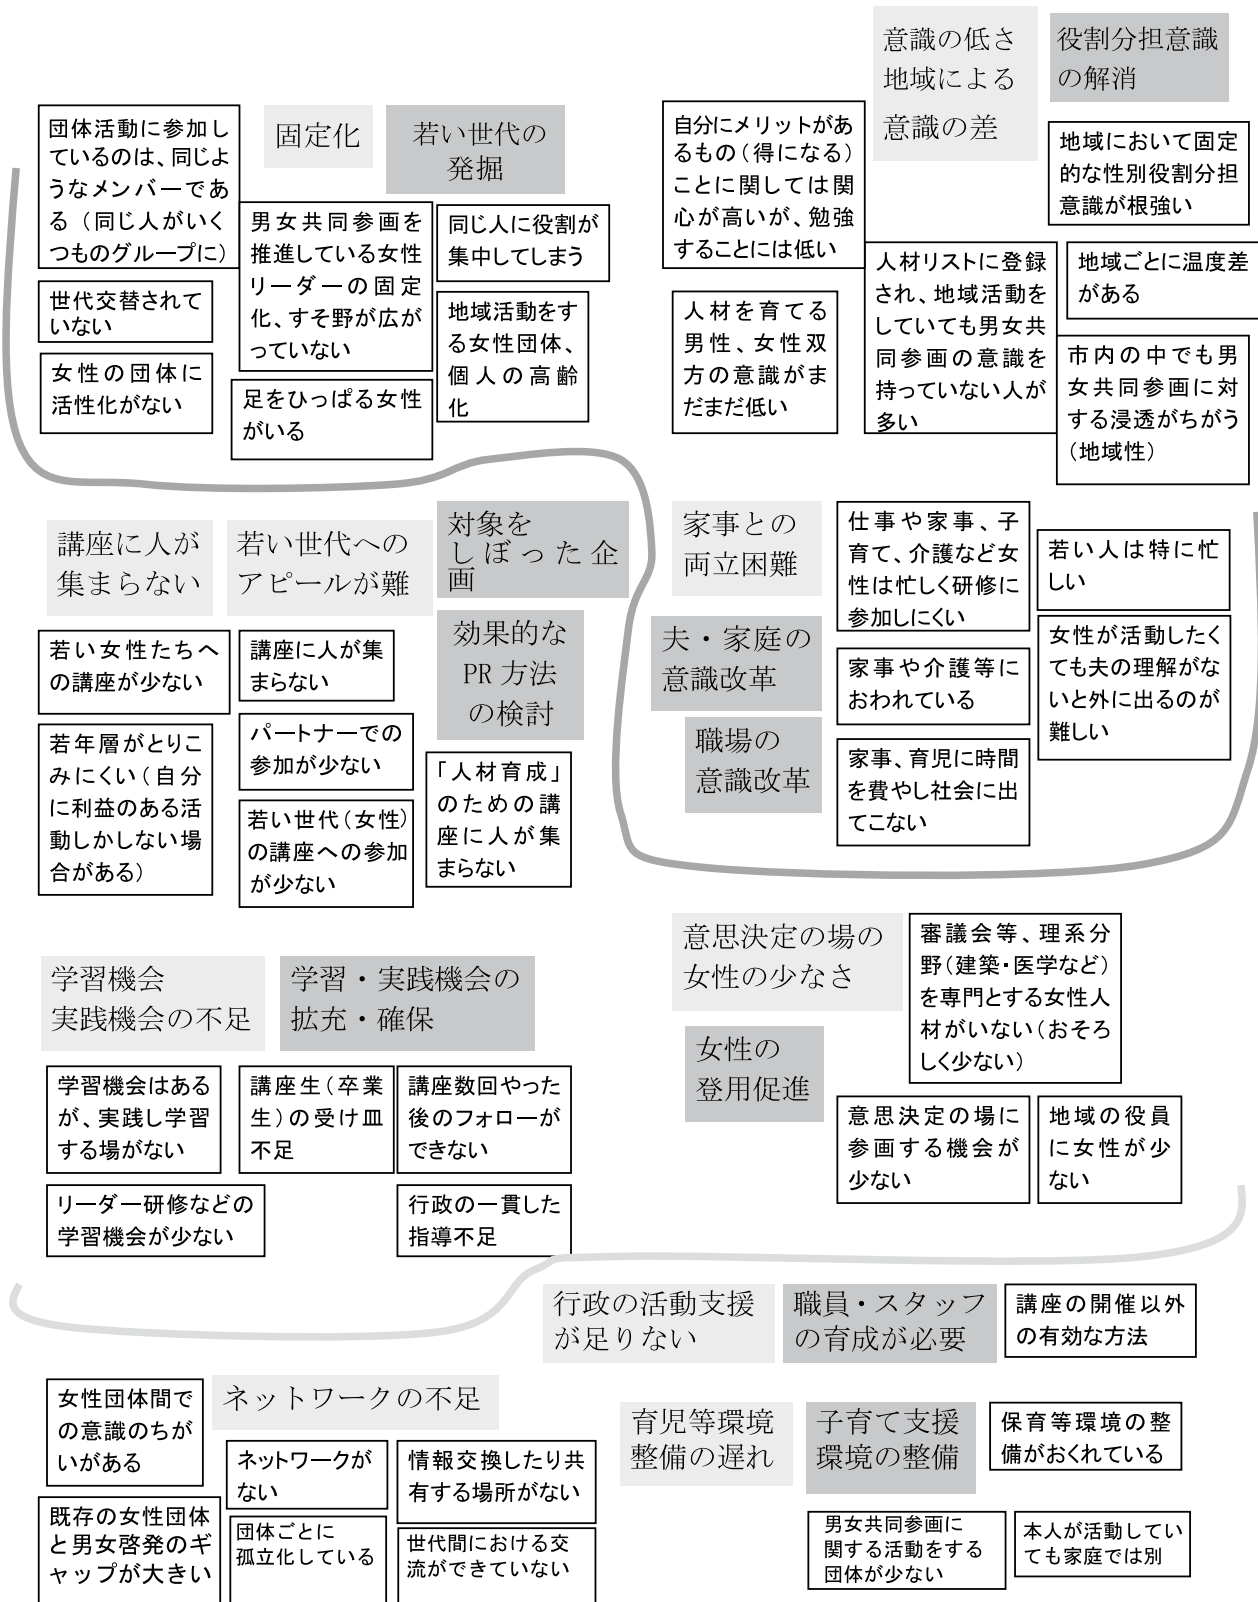 固定化
若い世代の
発掘
団体活動に参加し
ているのは、同じよ
うなメンバーであ
る（同じ人がいく
つものグループに）
男女共同参画を
推進している女性
リーダーの固定
化、すそ野が広が
っていない
同じ人に役割が
集中してしまう
世代交替されて
いない
地域活動をす
る女性団体、
個人の高齢
化
女性の団体に
活性化がない
足をひっぱる女性
がいる
意識の低さ
地域による
意識の差
役割分担意識
の解消
自分にメリットがあ
るもの（得になる）
ことに関しては関
心が高いが、勉強
することには低い
地域において固定
的な性別役割分担
意識が根強い
人材リストに登録
され、地域活動を
していても男女共
同参画の意識を
持っていない人が
多い
地域ごとに温度差
がある
人材を育てる
男性、女性双
方の意識がま
だまだ低い
市内の中でも男
女共同参画に対
する浸透がちがう
（地域性）
講座に人が
集まらない
若い世代への
アピールが難
対象を
しぼった企
画
効果的な
PR 方法
の検討
若い女性たちへ
の講座が少ない
講座に人が集
まらない
若年層がとりこ
みにくい（自分
に利益のある活
動しかしない場
合がある）
パートナーでの
参加が少ない
若い世代（女性）
の講座への参加
が少ない
「人材育成」
のための講
座に人が集
まらない
家事との
両立困難
夫・家庭の
意識改革
職場の
意識改革
仕事や家事、子
育て、介護など女
性は忙しく研修に
参加しにくい
若い人は特に忙
しい
家事や介護等に
おわれている
女性が活動したく
ても夫の理解がな
いと外に出るのが
難しい
家事、育児に時間
を費やし社会に出
てこない
学習機会
実践機会の不足
学習・実践機会の
拡充・確保
学習機会はある
が、実践し学習
する場がない
講座生（卒業
生）の受け皿
不足
講座数回やった
後のフォローが
できない
リーダー研修などの
学習機会が少ない
行政の一貫した
指導不足
意思決定の場の
女性の少なさ
女性の
登用促進
審議会等、理系分
野（建築・医学など）
を専門とする女性人
材がいない（おそろ
しく少ない）
意思決定の場に
参画する機会が
少ない
地域の役員
に女性が少
ない
行政の活動支援
が足りない
職員・スタッフ
の育成が必要
講座の開催以外
の有効な方法
ネットワークの不足
女性団体間で
の意識のちが
いがある
ネットワークが
ない
情報交換したり共
有する場所がない
既存の女性団体
と男女啓発のギ
ャップが大きい
団体ごとに
孤立化している
世代間における交
流ができていない
育児等環境
整備の遅れ
子育て支援
環境の整備
保育等環境の整
備がおくれている
男女共同参画に
関する活動をする
団体が少ない
本人が活動してい
ても家庭では別